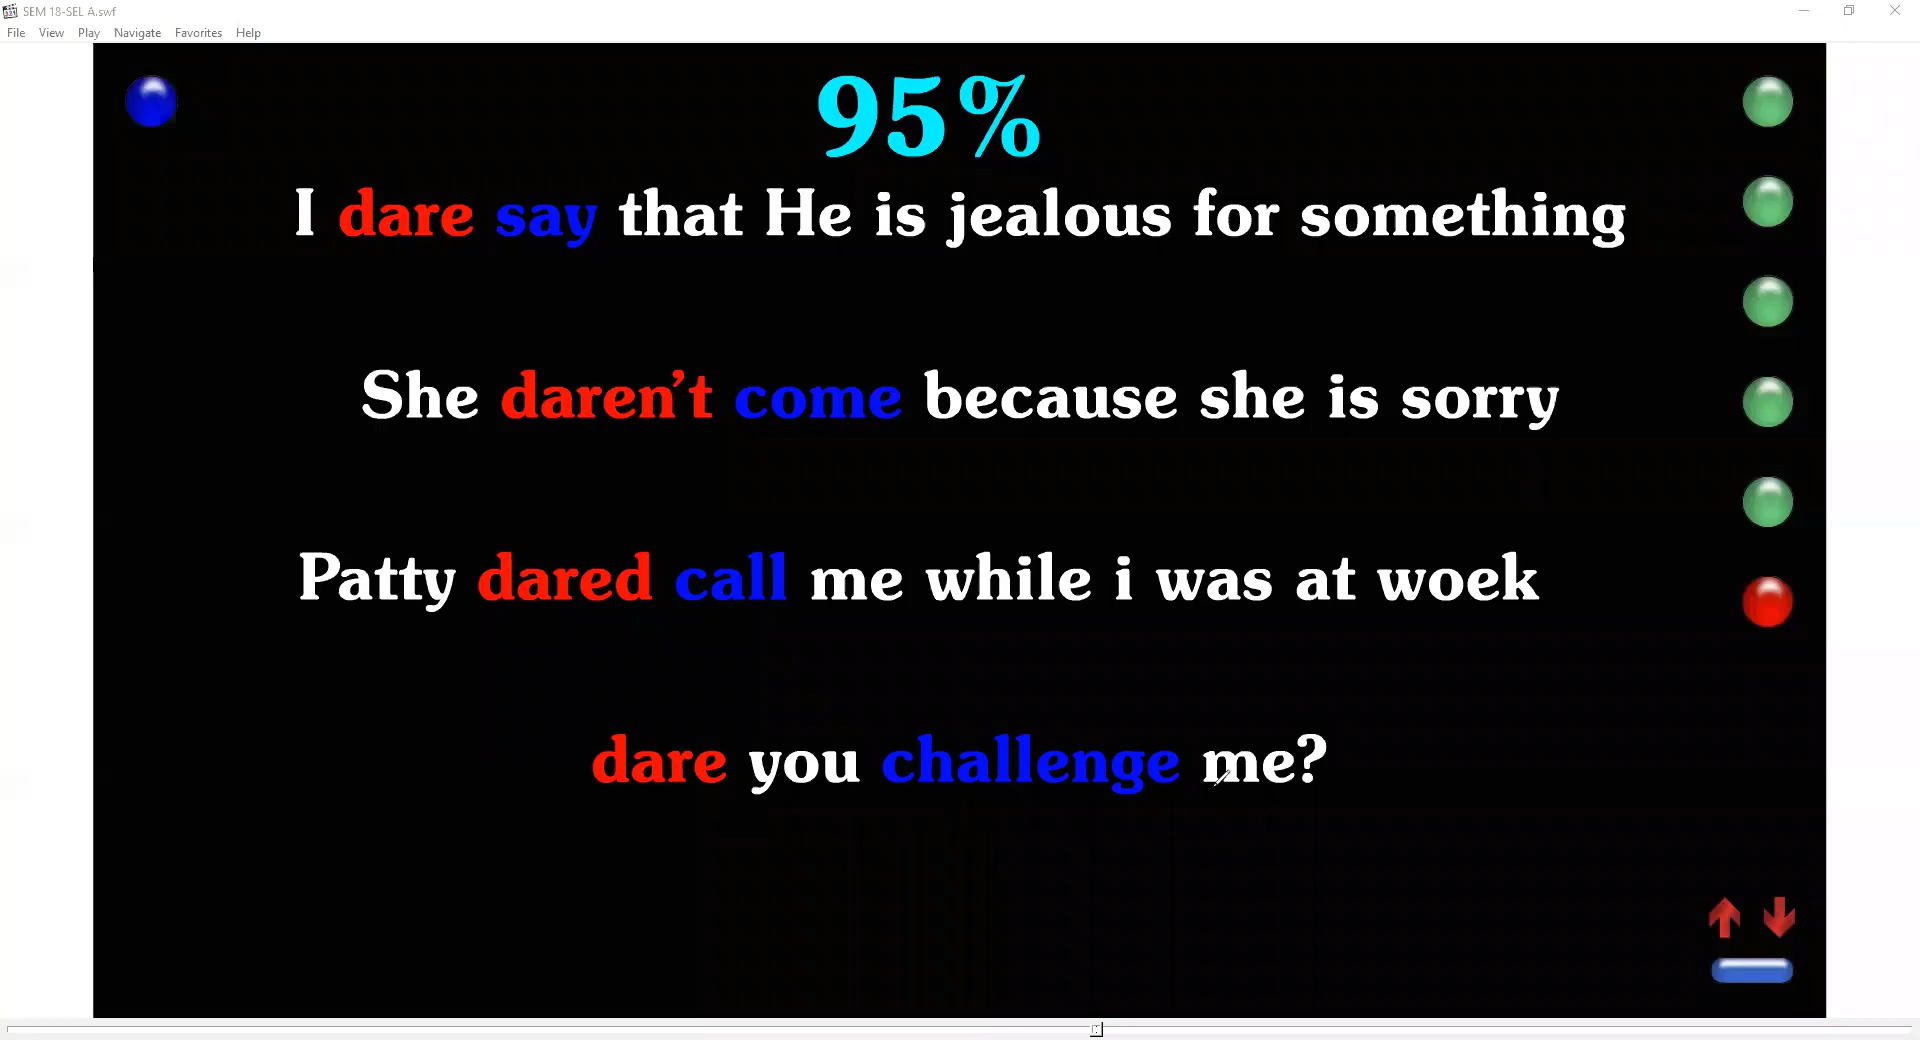 SEM 18-SEL A.swf
File View Play Navigate Favorites Help
95%
I dare say that He is jealous for something
She daren't come because she is sorry
Patty dared call me while i was at woek
dare you challenge me?